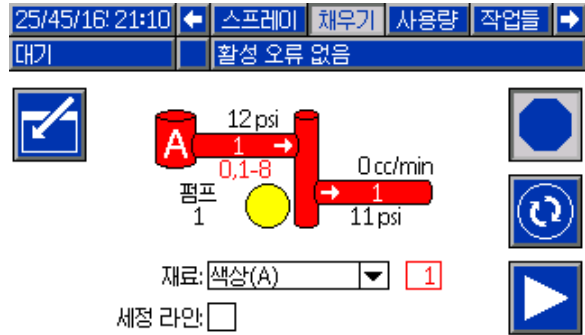 25/45/16! 21:10 스프레이 채우기 사용량 작업들
대기 활성 오류 없음
12 psi
A 1
0,1-8 0 cc/min
펌프 1
1 11 psi
재료: 색상(A) 1
세정 라인: